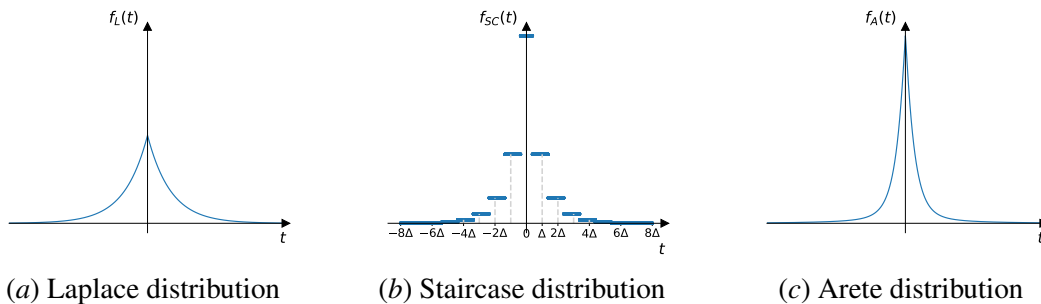 f_L(t)
t
(a) Laplace distribution
f_SC(t)
−8Δ −6Δ −4Δ −2Δ 0 Δ 2Δ 4Δ 6Δ 8Δ
t
(b) Staircase distribution
f_A(t)
t
(c) Arete distribution